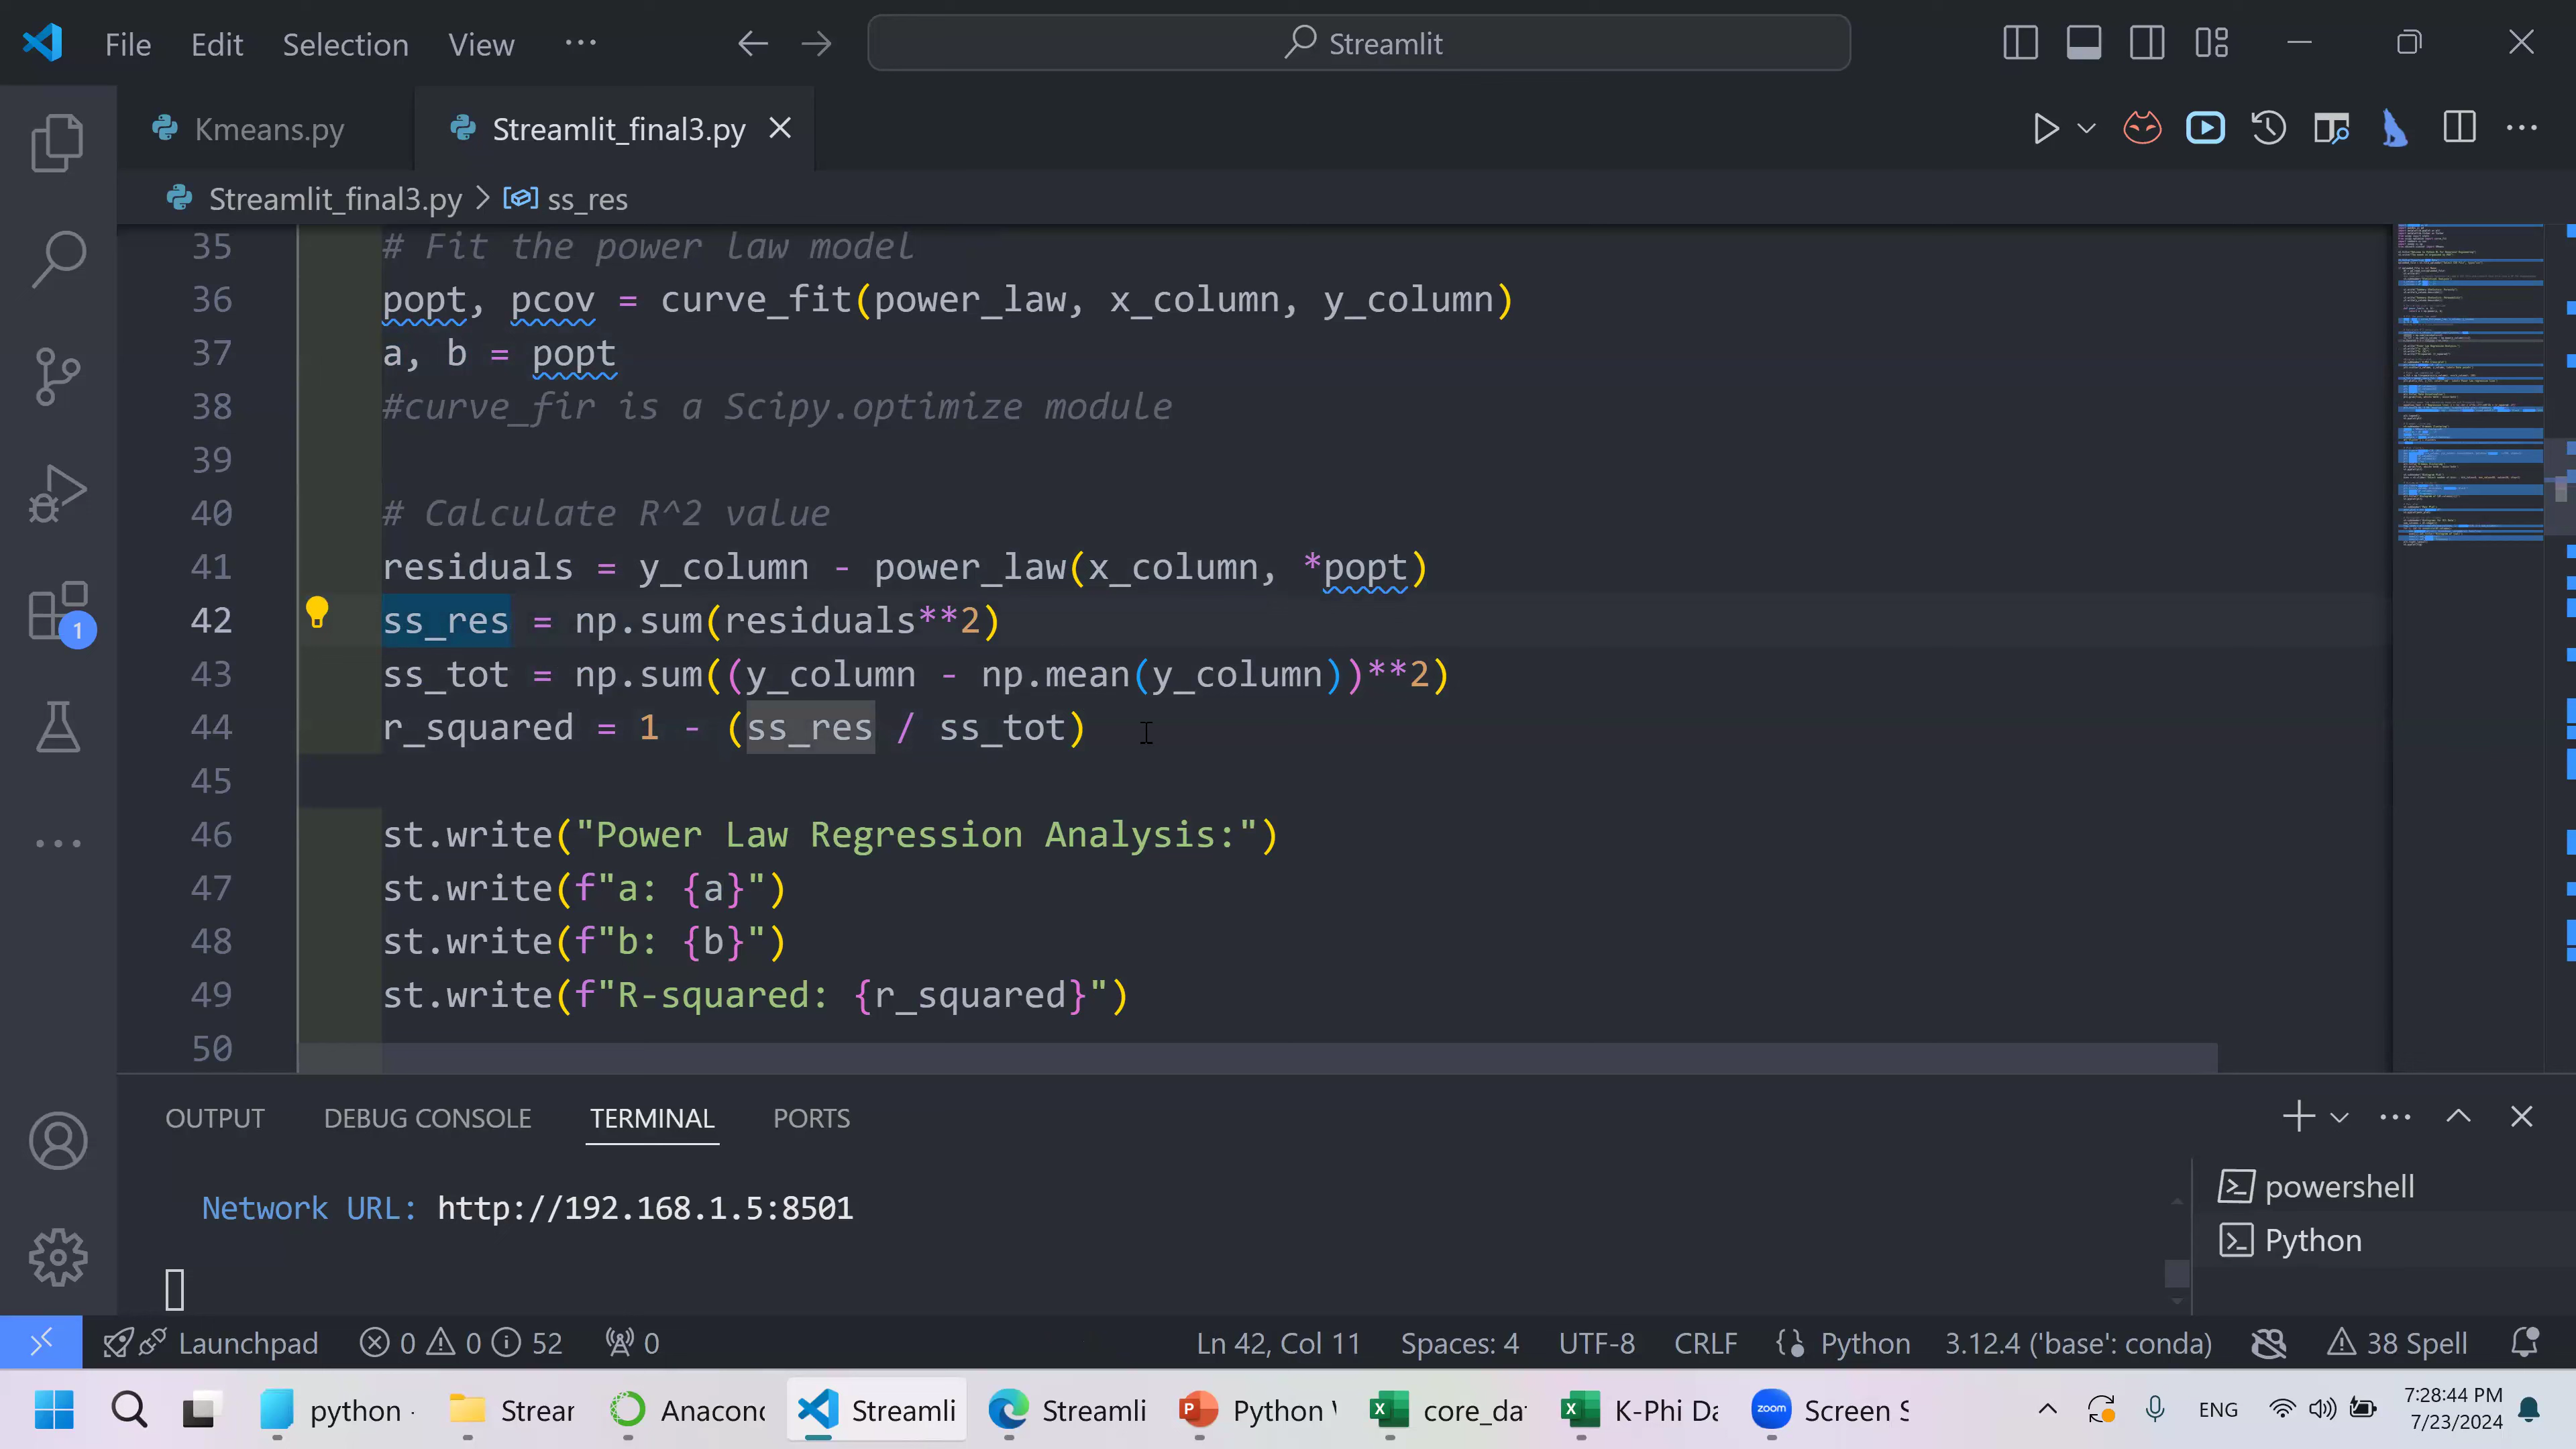 File Edit Selection View ... Streamlit
Kmeans.py Streamlit_final3.py
Streamlit_final3.py > ss_res
35 # Fit the power law model
36 popt, pcov = curve_fit(power_law, x_column, y_column)
37 a, b = popt
38 #curve_fir is a Scipy.optimize module
39
40 # Calculate R^2 value
41 residuals = y_column - power_law(x_column, *popt)
42 ss_res = np.sum(residuals**2)
43 ss_tot = np.sum((y_column - np.mean(y_column))**2)
44 r_squared = 1 - (ss_res / ss_tot)
45
46 st.write("Power Law Regression Analysis:")
47 st.write(f"a: {a}")
48 st.write(f"b: {b}")
49 st.write(f"R-squared: {r_squared}")
50
1
OUTPUT DEBUG CONSOLE TERMINAL PORTS
Network URL: http://192.168.1.5:8501
powershell
Python
Launchpad 0 0 52 0 Ln 42, Col 11 Spaces: 4 UTF-8 CRLF Python 3.12.4 ('base': conda) 38 Spell
python Strear Anacon Streamli Streamli Python core_da K-Phi Da zoom Screen S ENG 7:28:44 PM
7/23/2024